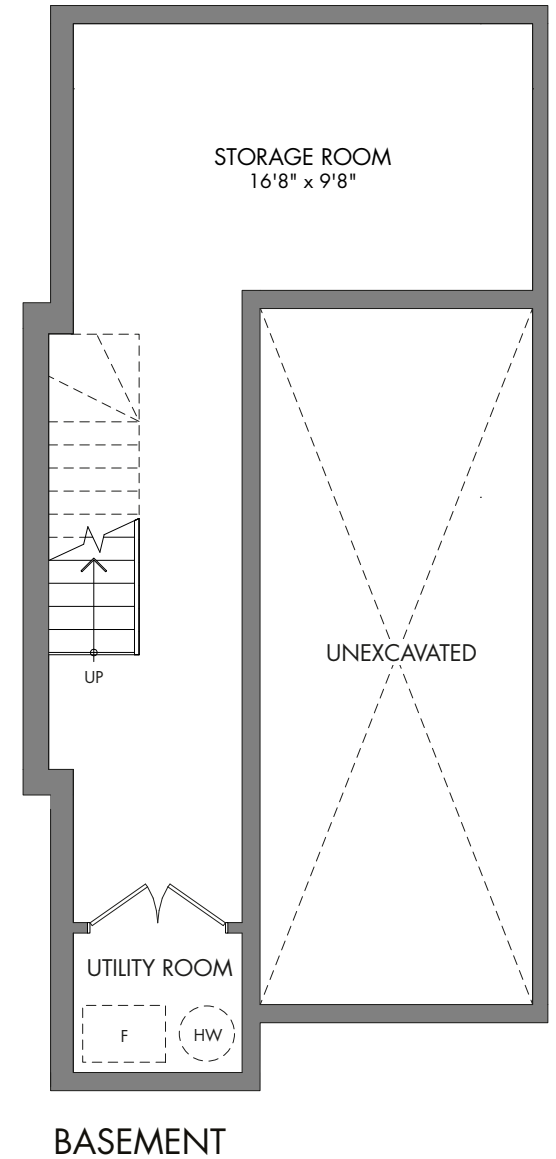 STORAGE ROOM
16'8" x 9'8"
UNEXCAVATED
UP
UTILITY ROOM
F
HW
BASEMENT